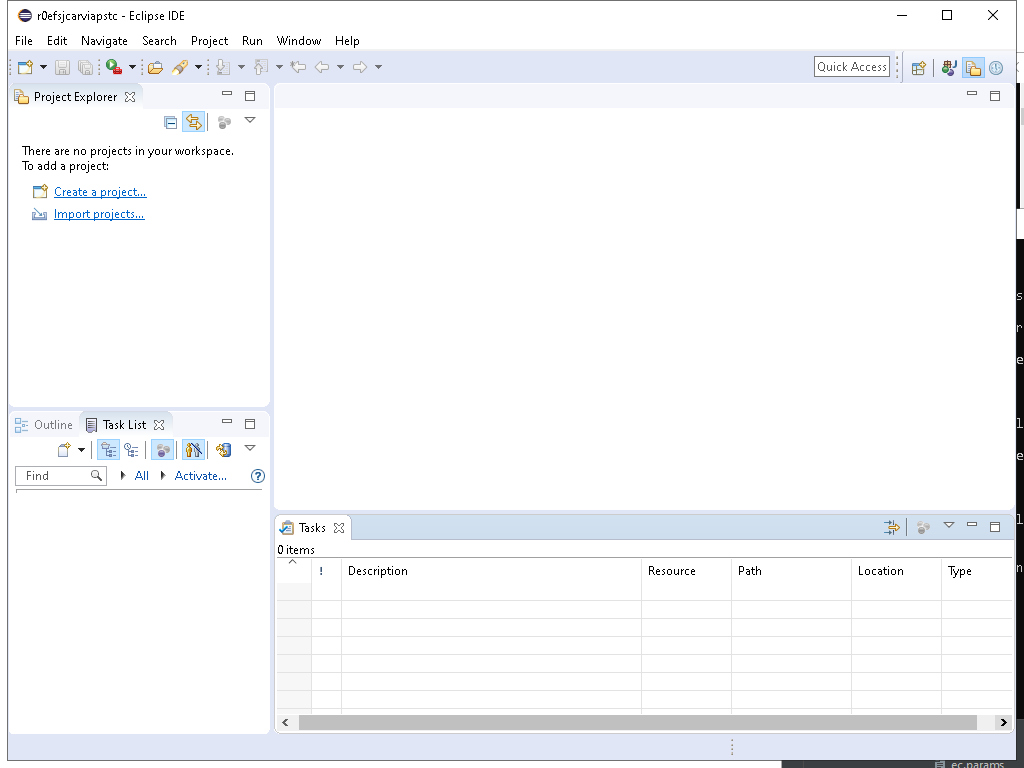 r0efsjcarviapstc - Eclipse IDE
File Edit Navigate Search Project Run Window Help
Quick Access
Project Explorer
There are no projects in your workspace.
To add a project:
Create a project...
Import projects...
Outline Task List
Find All Activate...
Tasks
0 items
! Description Resource Path Location Type
s
r
e
l
e
l
n
ec.params